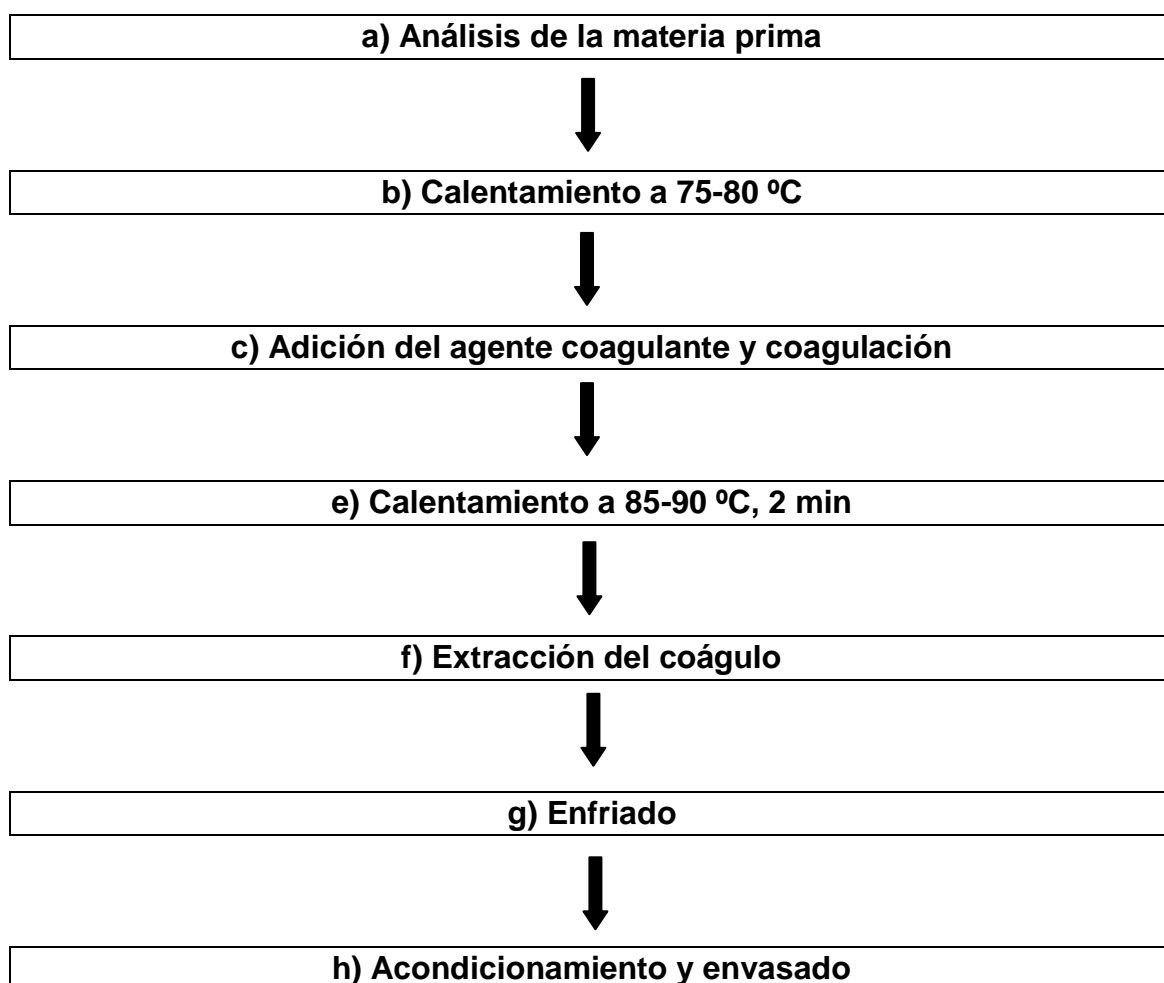 a) Análisis de la materia prima
b) Calentamiento a 75-80 ºC
c) Adición del agente coagulante y coagulación
e) Calentamiento a 85-90 ºC, 2 min
f) Extracción del coágulo
g) Enfriado
h) Acondicionamiento y envasado